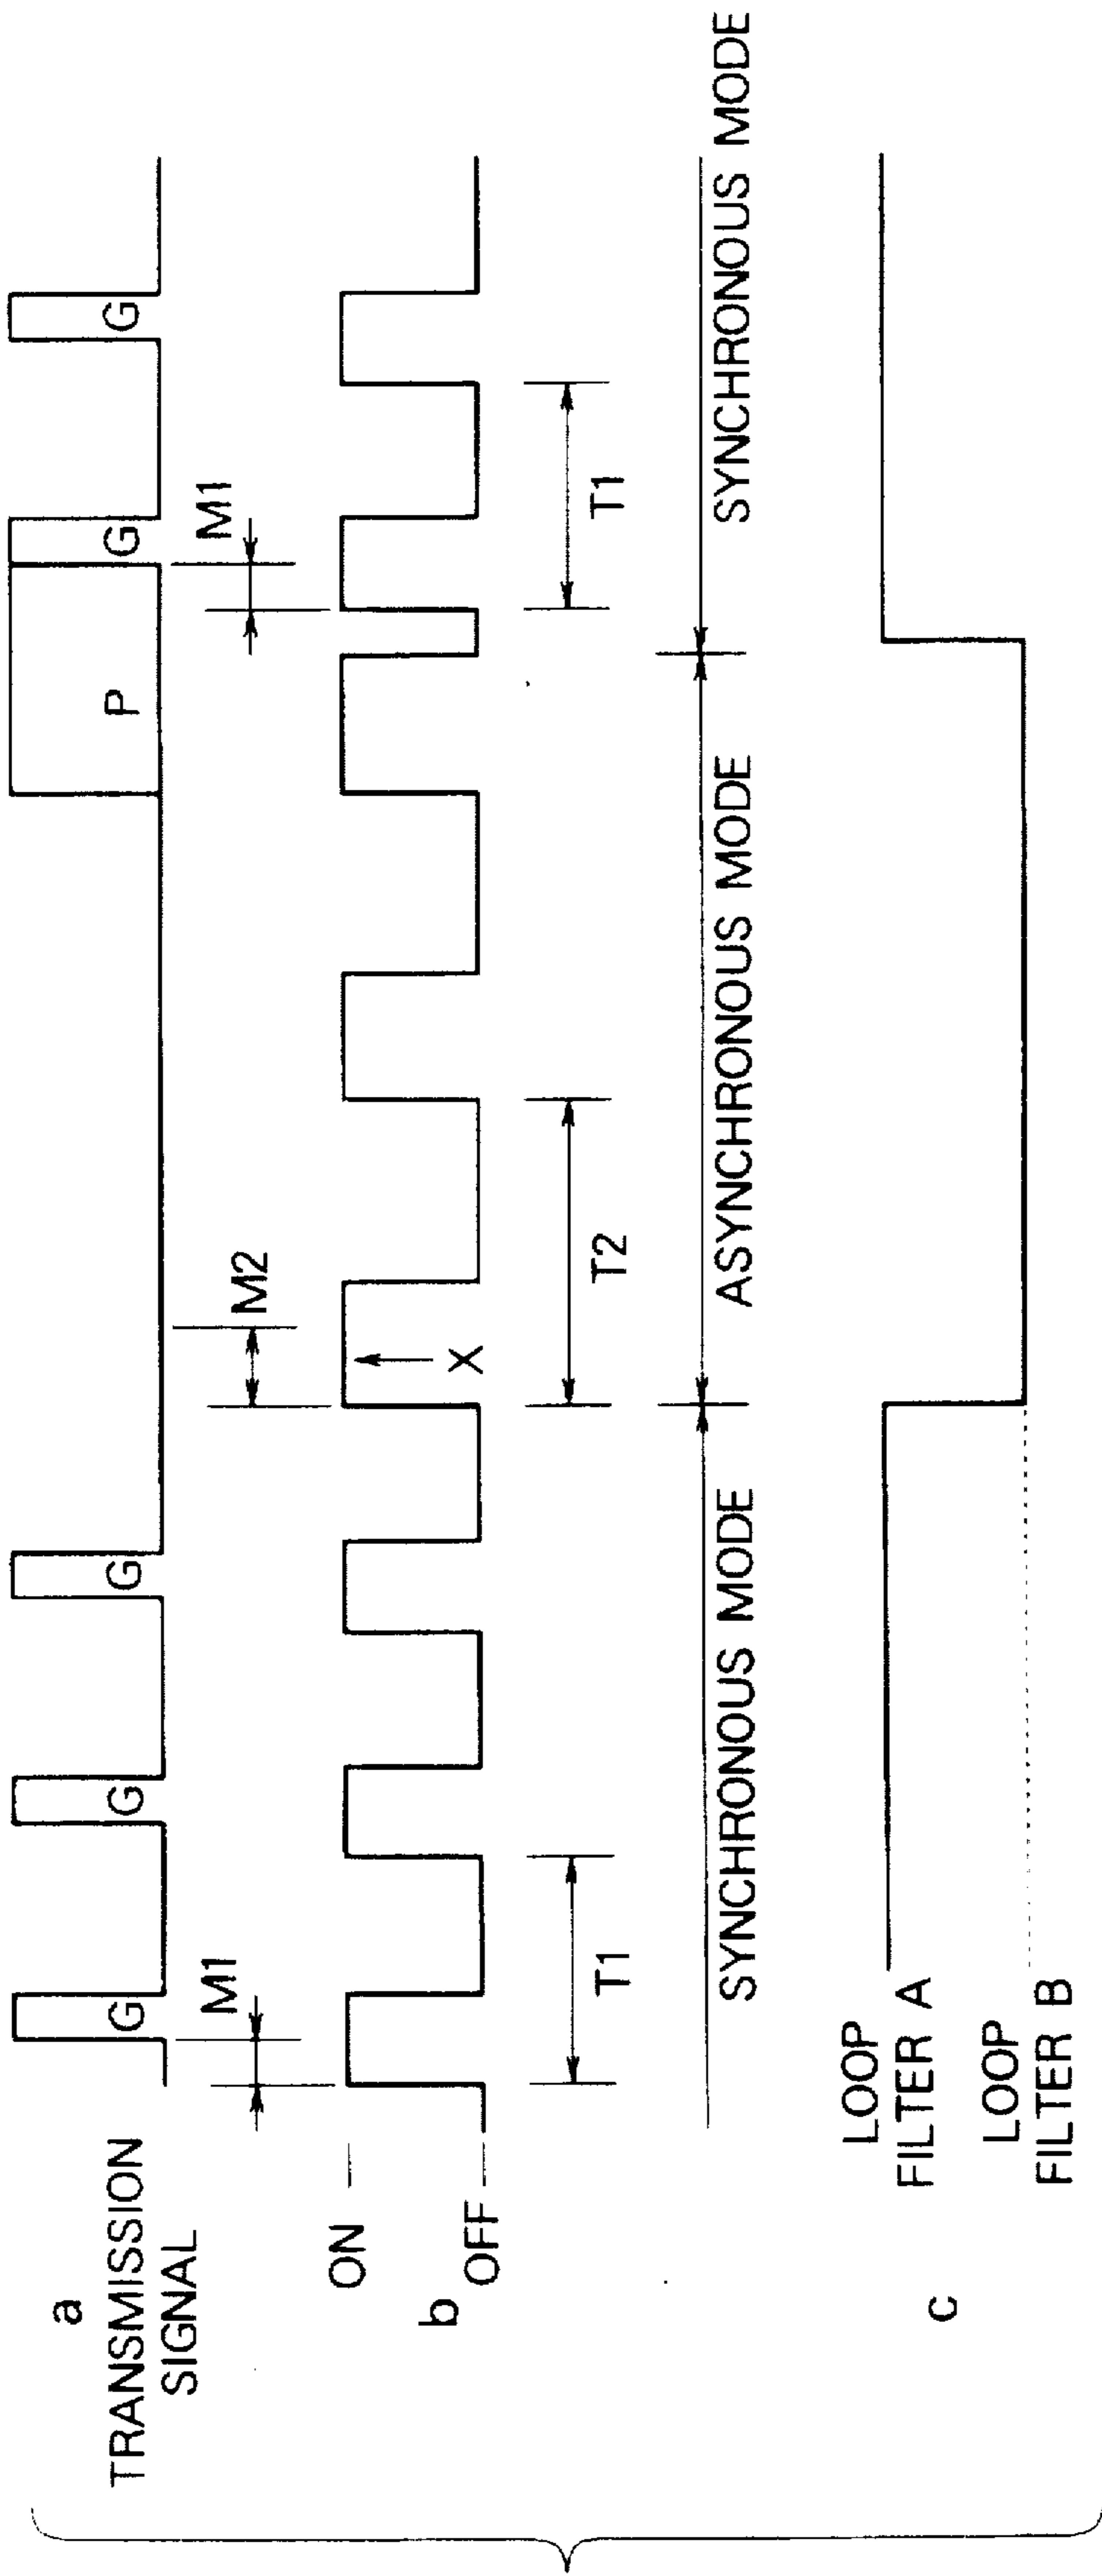 a
TRANSMISSION
SIGNAL
G
G
G
P
G
G
M1
M2
M1
ON
b
OFF
X
T1
T2
T1
SYNCHRONOUS MODE
ASYNCHRONOUS MODE
SYNCHRONOUS MODE
c
LOOP
FILTER A
LOOP
FILTER B